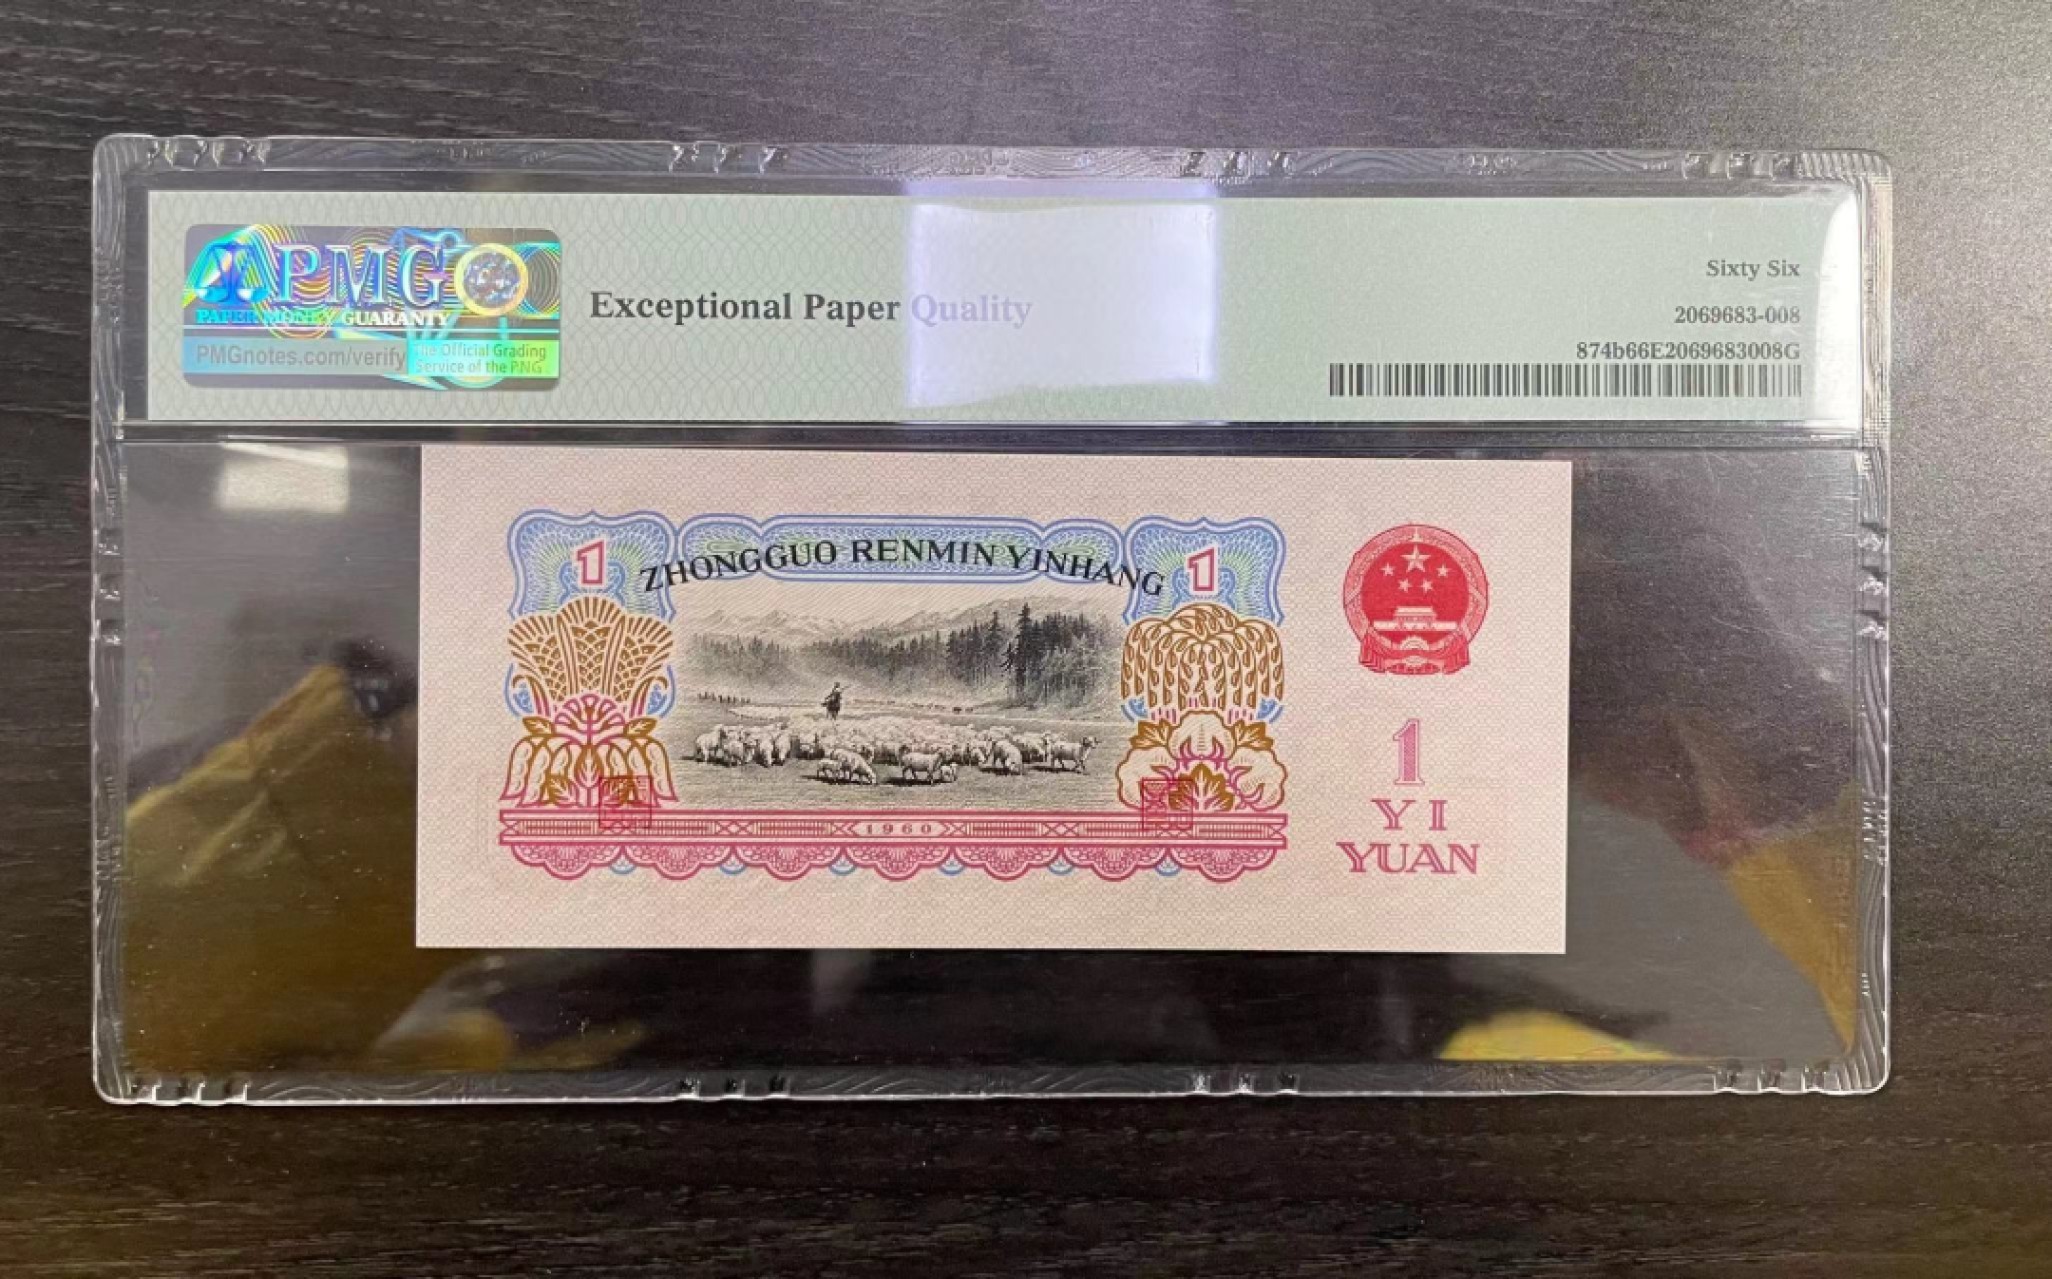 PMG
PAPER MONEY GUARANTY
PMGnotes.com/verify
The Official Grading
Service of the PNG
Exceptional Paper Quality
Sixty Six
2069683-008
874b66E2069683008G
1
ZHONGGUO RENMIN YINHANG
1
1960
1
YI
YUAN